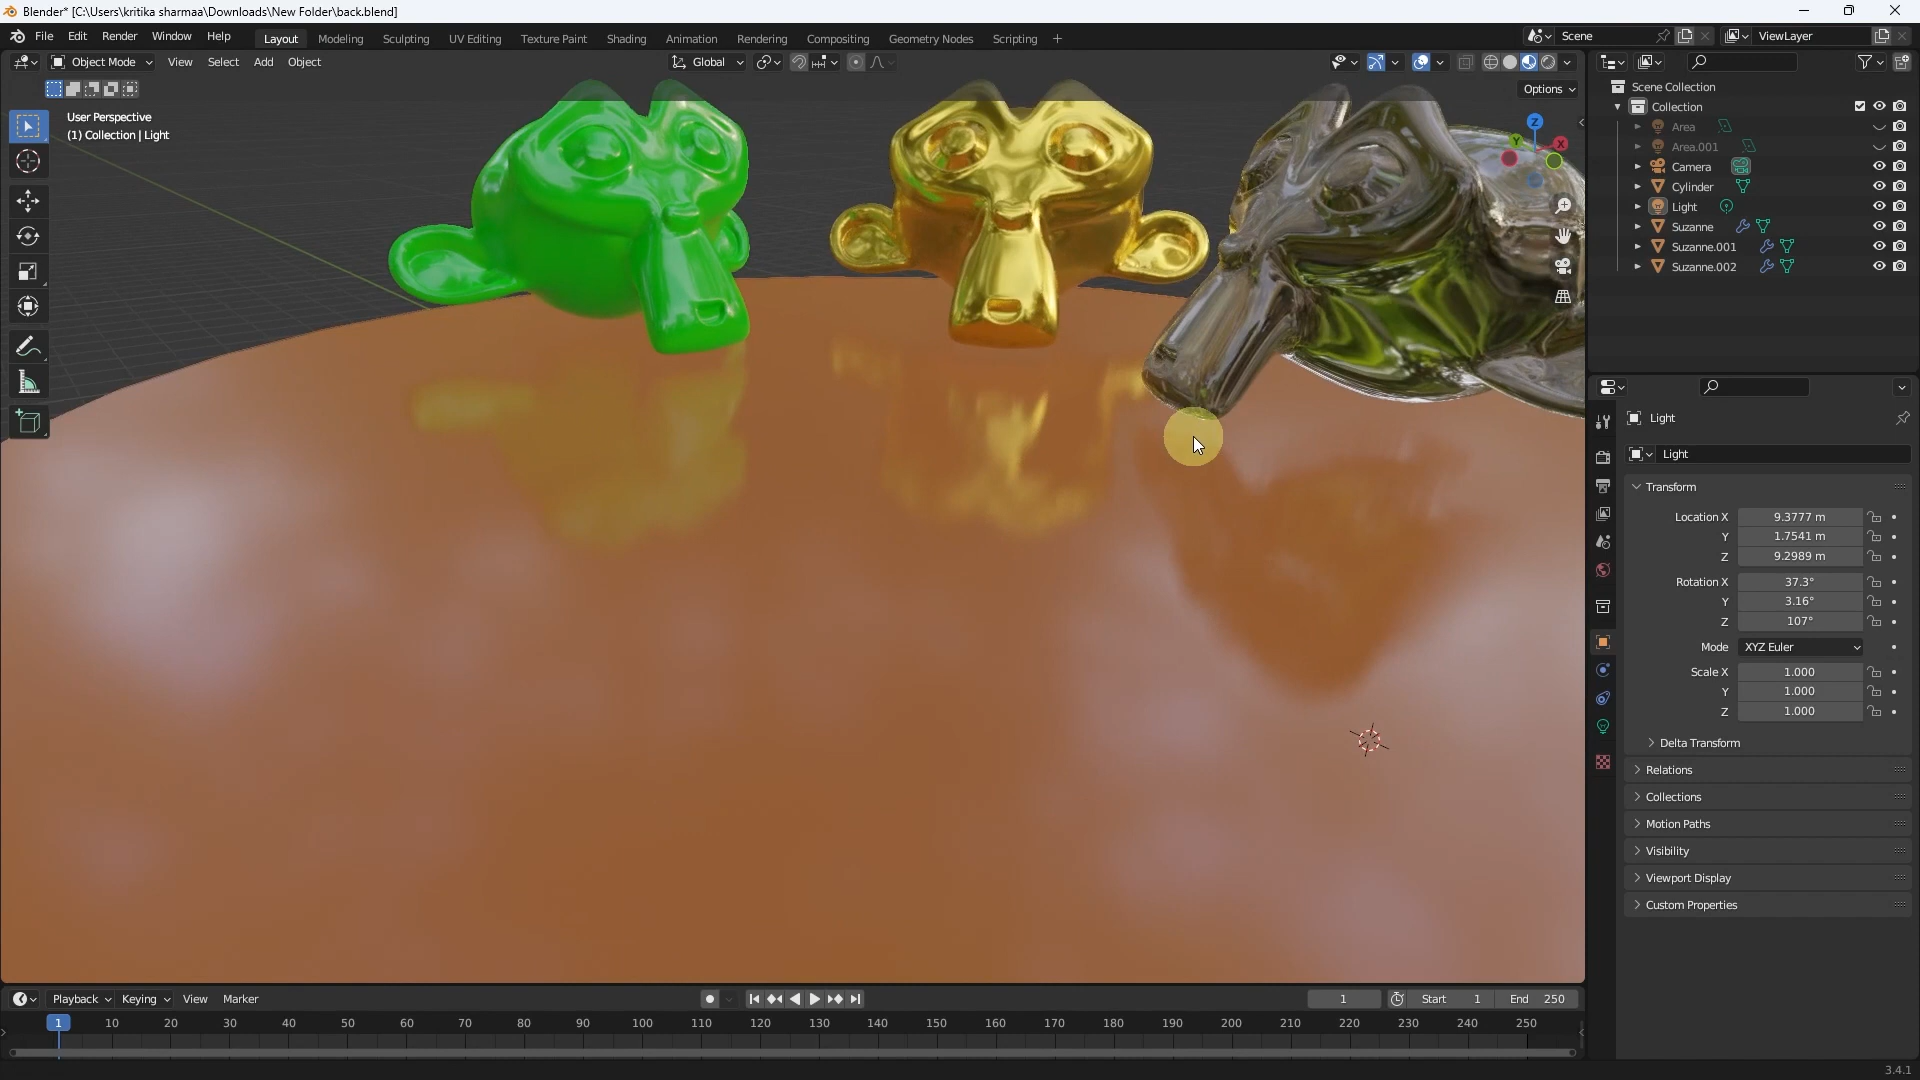 Blender* [C:\Users\kritika sharmaa\Downloads\New Folder\back.blend]
File Edit Render Window Help Layout Modeling Sculpting UV Editing Texture Paint Shading Animation Rendering Compositing Geometry Nodes Scripting + Scene ViewLayer
Object Mode View Select Add Object Global
Options
User Perspective
(1) Collection | Light
Z
Y
X
Scene Collection
Collection
Area
Area.001
Camera
Cylinder
Light
Suzanne
Suzanne.001
Suzanne.002
Light
Light
Transform
Location X 9.3777 m
Y 1.7541 m
Z 9.2989 m
Rotation X 37.3°
Y 3.16°
Z 107°
Mode XYZ Euler
Scale X 1.000
Y 1.000
Z 1.000
Delta Transform
Relations
Collections
Motion Paths
Visibility
Viewport Display
Custom Properties
Playback Keying View Marker 1 Start 1 End 250
1 10 20 30 40 50 60 70 80 90 100 110 120 130 140 150 160 170 180 190 200 210 220 230 240 250
3.4.1